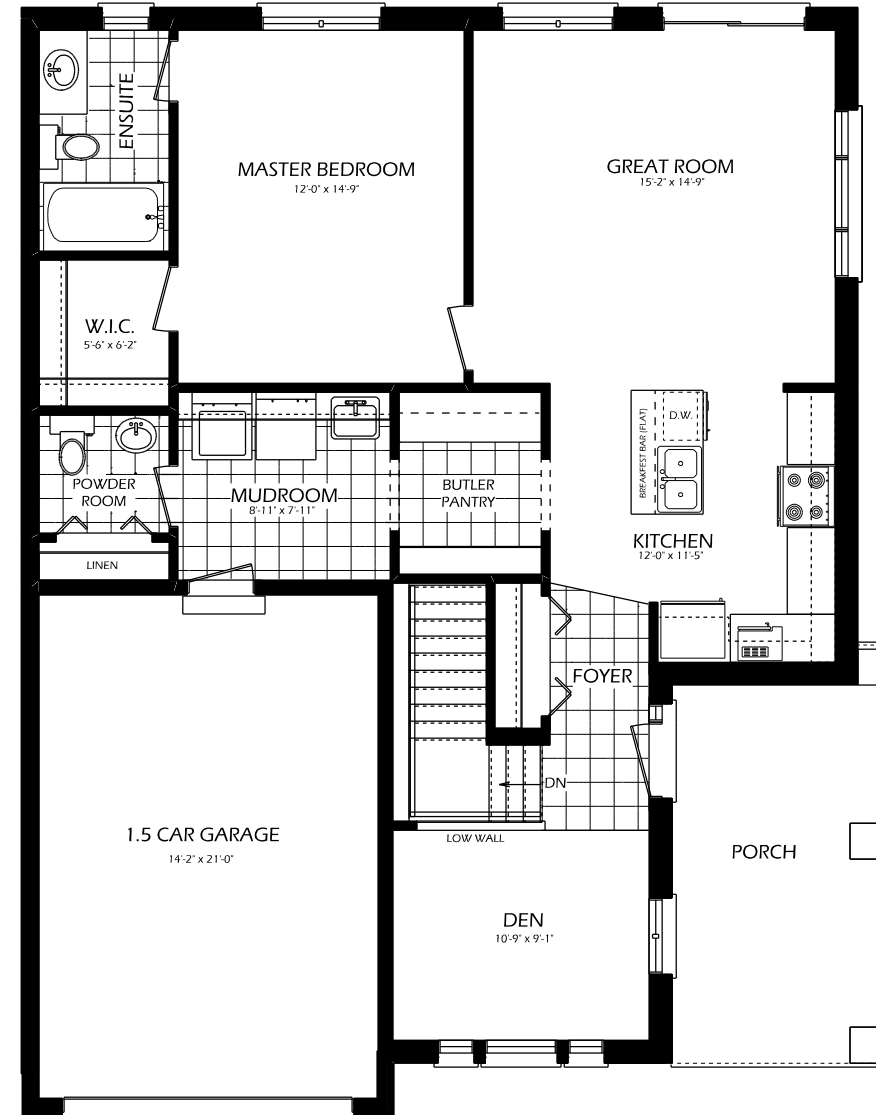 ENSUITE
MASTER BEDROOM
12'-0" x 14'-9"
GREAT ROOM
15'-2" x 14'-9"
W.I.C.
5'-6" x 6'-2"
D.W.
BREAKFEST BAR (FLAT)
POWDER
ROOM
MUDROOM
8'-11" x 7'-11"
BUTLER
PANTRY
KITCHEN
12'-0" x 11'-5"
LINEN
FOYER
DN
1.5 CAR GARAGE
14'-2" x 21'-0"
LOW WALL
PORCH
DEN
10'-9" x 9'-1"